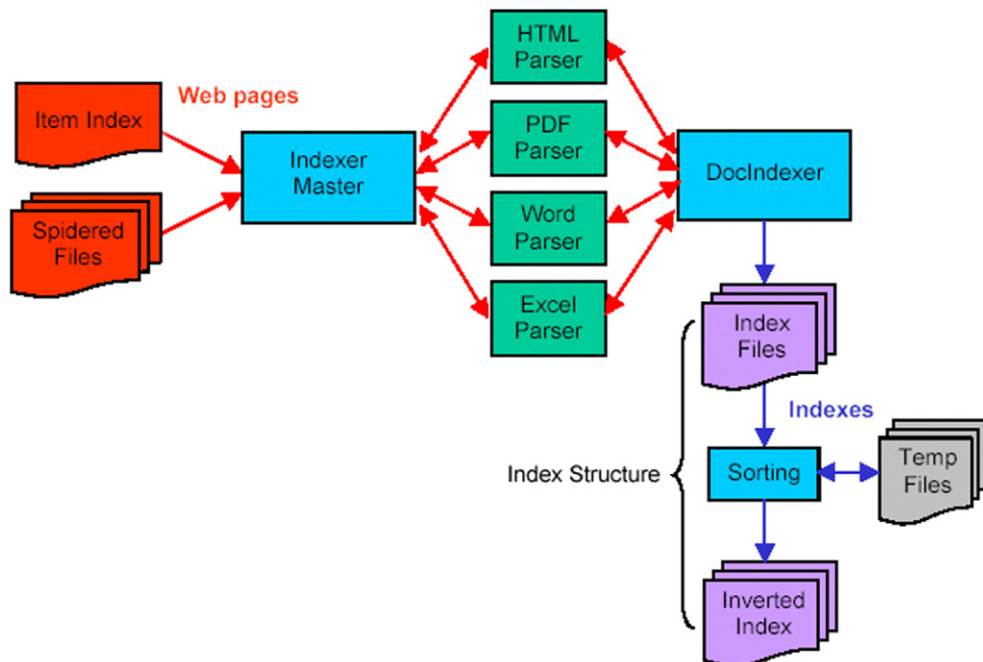 HTML
Parser
Web pages
Item Index
PDF
Parser
Indexer
Master
DocIndexer
Word
Parser
Spidered
Files
Excel
Parser
Index
Files
Indexes
Index Structure
Sorting
Temp
Files
Inverted
Index